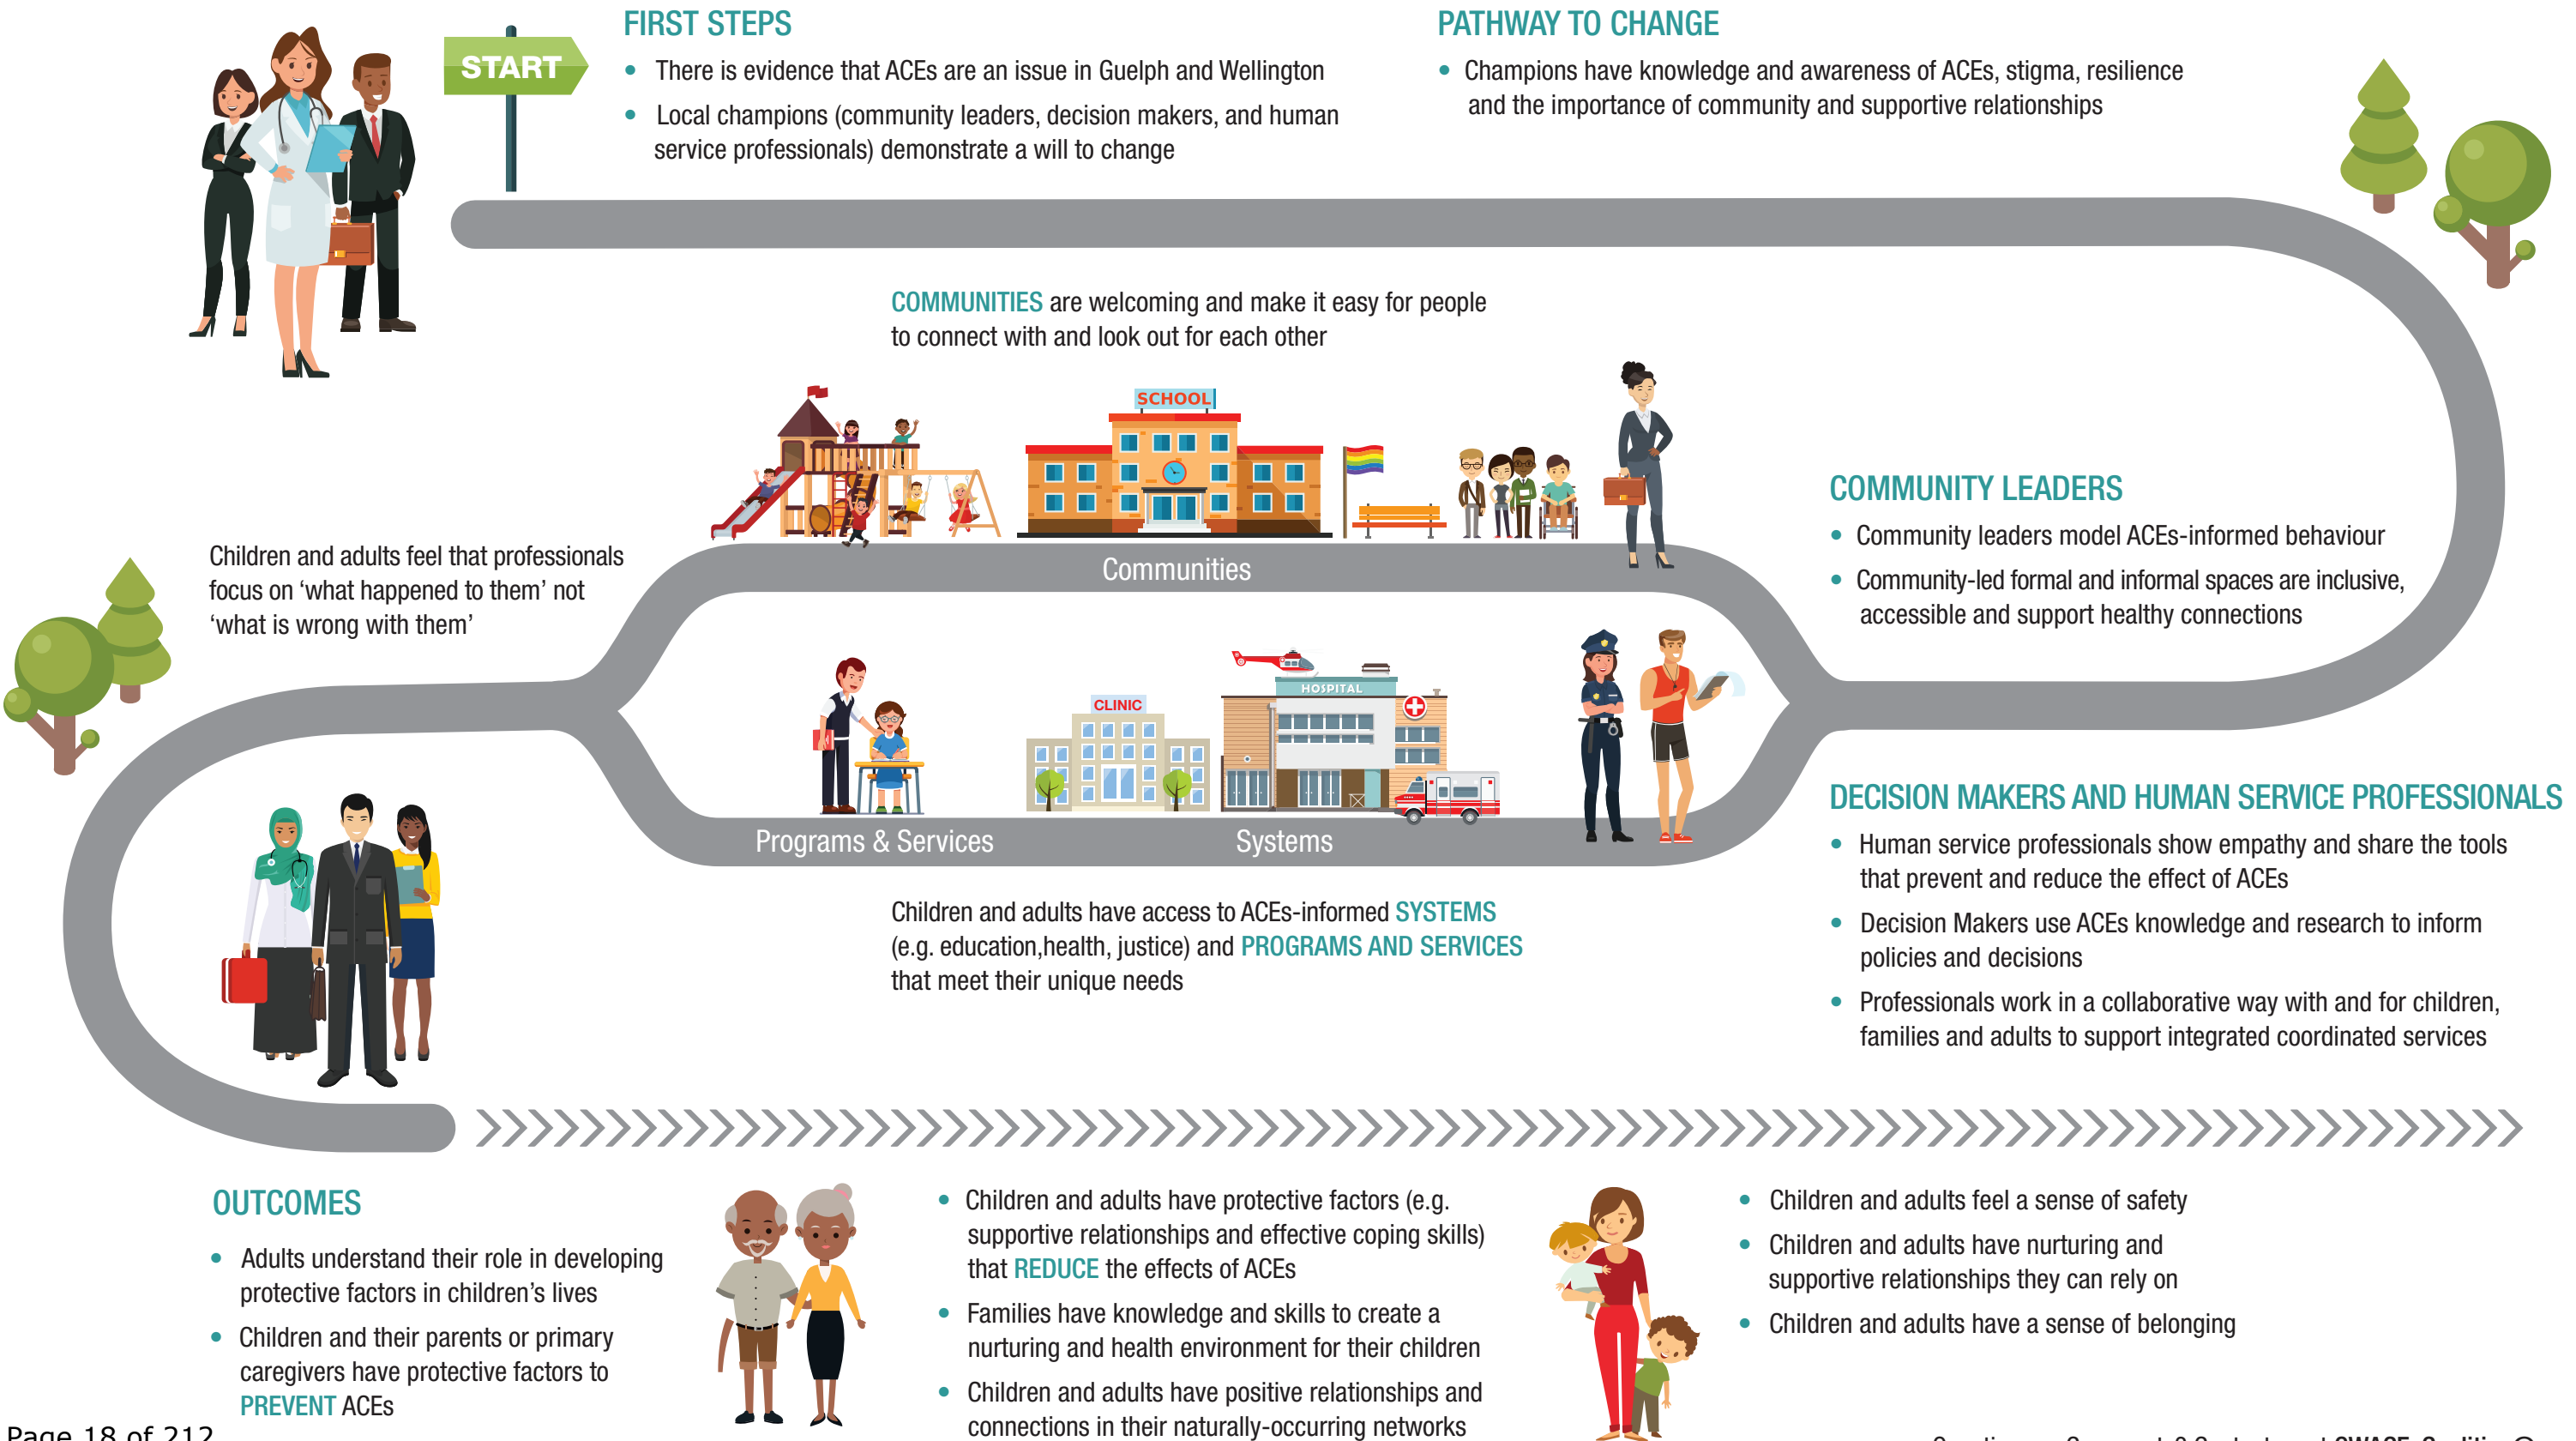 START
FIRST STEPS
• There is evidence that ACEs are an issue in Guelph and Wellington
• Local champions (community leaders, decision makers, and human
service professionals) demonstrate a will to change
PATHWAY TO CHANGE
• Champions have knowledge and awareness of ACEs, stigma, resilience
and the importance of community and supportive relationships
COMMUNITIES are welcoming and make it easy for people
to connect with and look out for each other
SCHOOL
Communities
COMMUNITY LEADERS
• Community leaders model ACEs-informed behaviour
• Community-led formal and informal spaces are inclusive,
accessible and support healthy connections
Children and adults feel that professionals
focus on ‘what happened to them’ not
‘what is wrong with them’
CLINIC
HOSPITAL
Programs & Services
Systems
DECISION MAKERS AND HUMAN SERVICE PROFESSIONALS
• Human service professionals show empathy and share the tools
that prevent and reduce the effect of ACEs
• Decision Makers use ACEs knowledge and research to inform
policies and decisions
• Professionals work in a collaborative way with and for children,
families and adults to support integrated coordinated services
Children and adults have access to ACEs-informed SYSTEMS
(e.g. education,health, justice) and PROGRAMS AND SERVICES
that meet their unique needs
OUTCOMES
• Adults understand their role in developing
protective factors in children’s lives
• Children and their parents or primary
caregivers have protective factors to
PREVENT ACEs
• Children and adults have protective factors (e.g.
supportive relationships and effective coping skills)
that REDUCE the effects of ACEs
• Families have knowledge and skills to create a
nurturing and health environment for their children
• Children and adults have positive relationships and
connections in their naturally-occurring networks
• Children and adults feel a sense of safety
• Children and adults have nurturing and
supportive relationships they can rely on
• Children and adults have a sense of belonging
Page 18 of 212